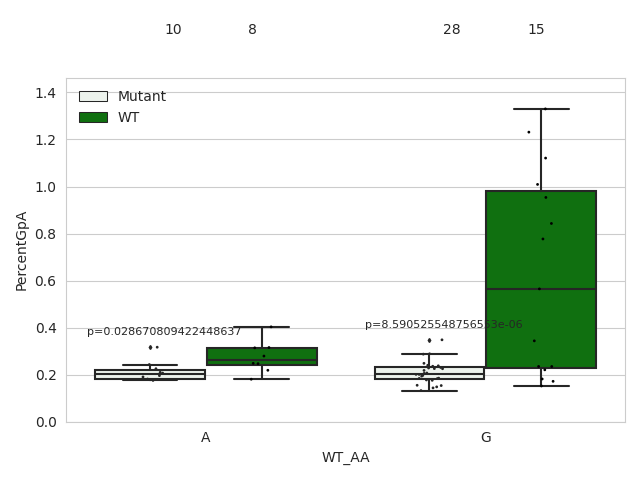 10 8 28 15
1.4
1.2
1.0
0.8
0.6
0.4
0.2
0.0
PercentGpA
Mutant
WT
p=0.028670809422448637
p=8.590525548756553e-06
A G
WT_AA